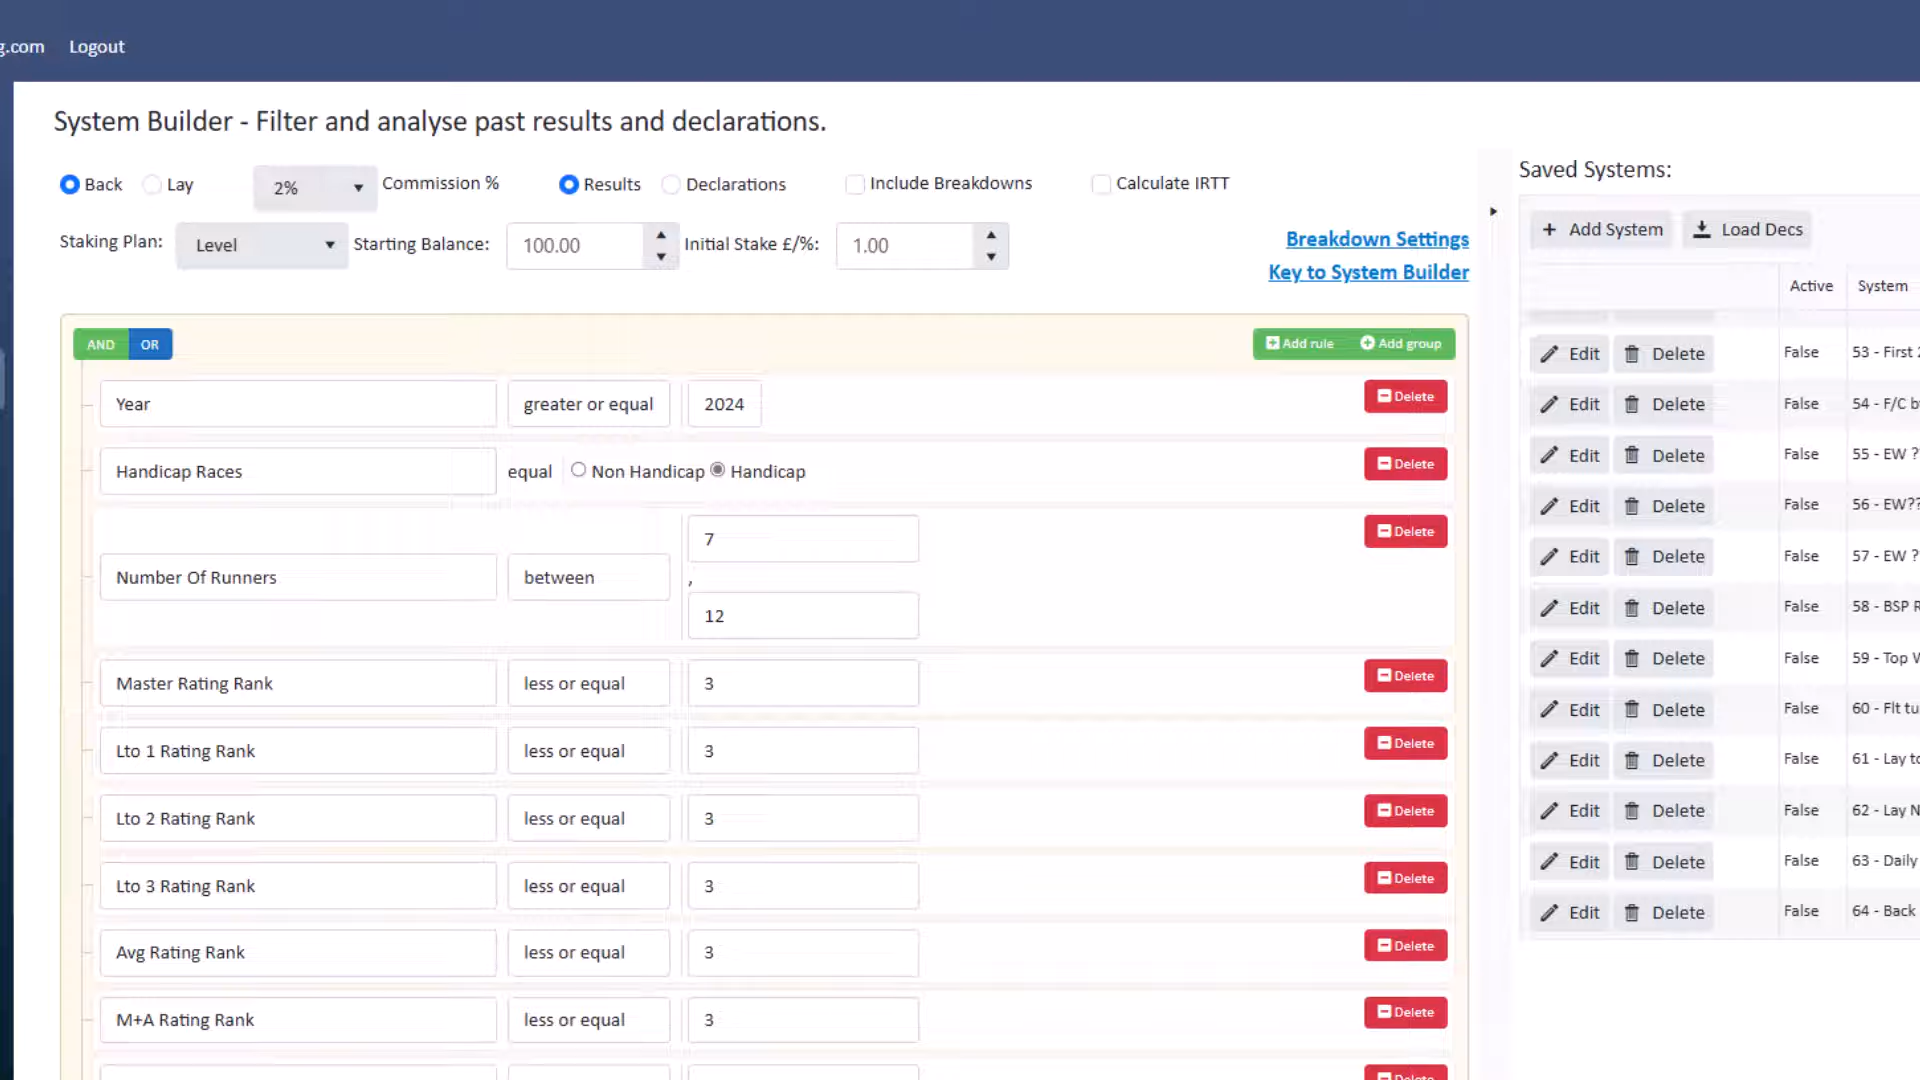 g.com Logout
System Builder - Filter and analyse past results and declarations.
Back Lay 2% Commission % Results Declarations Include Breakdowns Calculate IRTT
Staking Plan: Level Starting Balance: 100.00 Initial Stake £/%: 1.00
Breakdown Settings
Key to System Builder
AND OR Add rule Add group
Year greater or equal 2024 Delete
Handicap Races equal Non Handicap Handicap Delete
Number Of Runners between 7 , 12 Delete
Master Rating Rank less or equal 3 Delete
Lto 1 Rating Rank less or equal 3 Delete
Lto 2 Rating Rank less or equal 3 Delete
Lto 3 Rating Rank less or equal 3 Delete
Avg Rating Rank less or equal 3 Delete
M+A Rating Rank less or equal 3 Delete
Delete
Saved Systems:
+ Add System Load Decs
Active System
Edit Delete False 53 - First 2
Edit Delete False 54 - F/C b
Edit Delete False 55 - EW ?
Edit Delete False 56 - EW??
Edit Delete False 57 - EW ?
Edit Delete False 58 - BSP R
Edit Delete False 59 - Top W
Edit Delete False 60 - Flt tu
Edit Delete False 61 - Lay to
Edit Delete False 62 - Lay N
Edit Delete False 63 - Daily
Edit Delete False 64 - Back